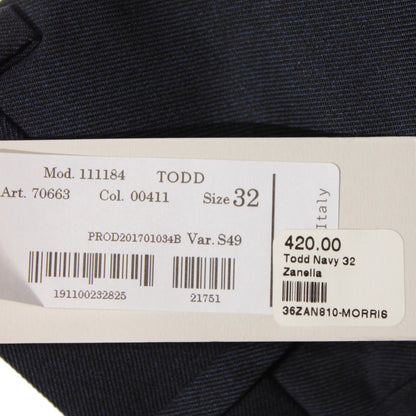 Mod. 111184 TODD
Art. 70663 Col. 00411 Size 32
PROD201701034B Var. S49
191100232825 21751
Italy
420.00
Todd Navy 32
Zanella
36ZAN810-MORRIS